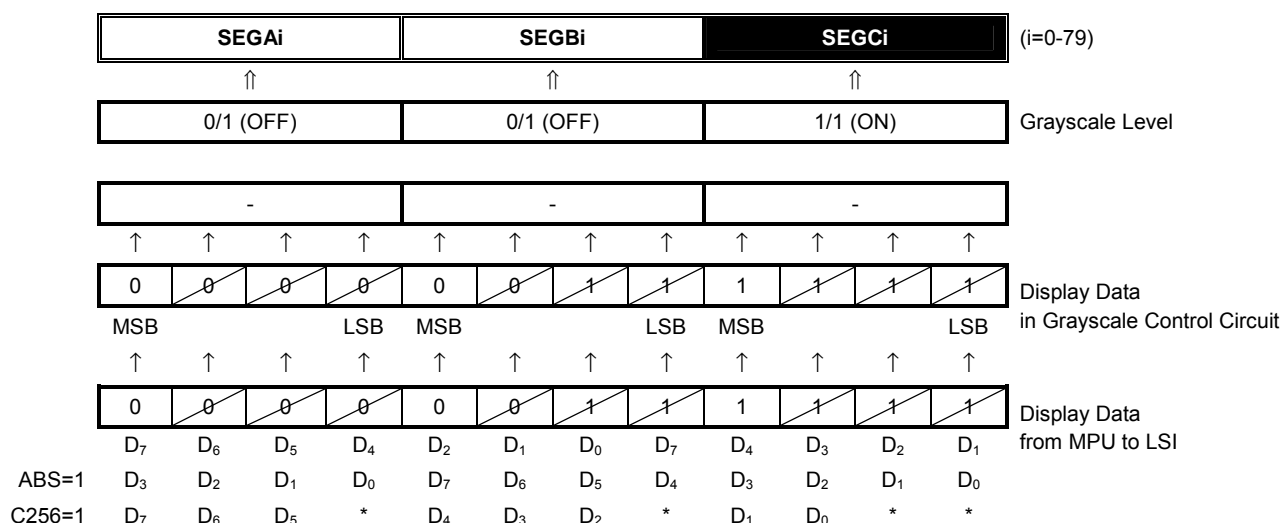 SEGAi SEGBi SEGCi (i=0-79)
⇑ ⇑ ⇑
0/1 (OFF) 0/1 (OFF) 1/1 (ON) Grayscale Level
- - -
↑ ↑ ↑ ↑ ↑ ↑ ↑ ↑ ↑ ↑ ↑ ↑
0 0 0 0 0 0 1 1 1 1 1 1 Display Data
MSB LSB MSB LSB MSB LSB in Grayscale Control Circuit
↑ ↑ ↑ ↑ ↑ ↑ ↑ ↑ ↑ ↑ ↑ ↑
0 0 0 0 0 0 1 1 1 1 1 1 Display Data
D₇ D₆ D₅ D₄ D₂ D₁ D₀ D₇ D₄ D₃ D₂ D₁ from MPU to LSI
ABS=1 D₃ D₂ D₁ D₀ D₇ D₆ D₅ D₄ D₃ D₂ D₁ D₀
C256=1 D₇ D₆ D₅ * D₄ D₃ D₂ * D₁ D₀ * *